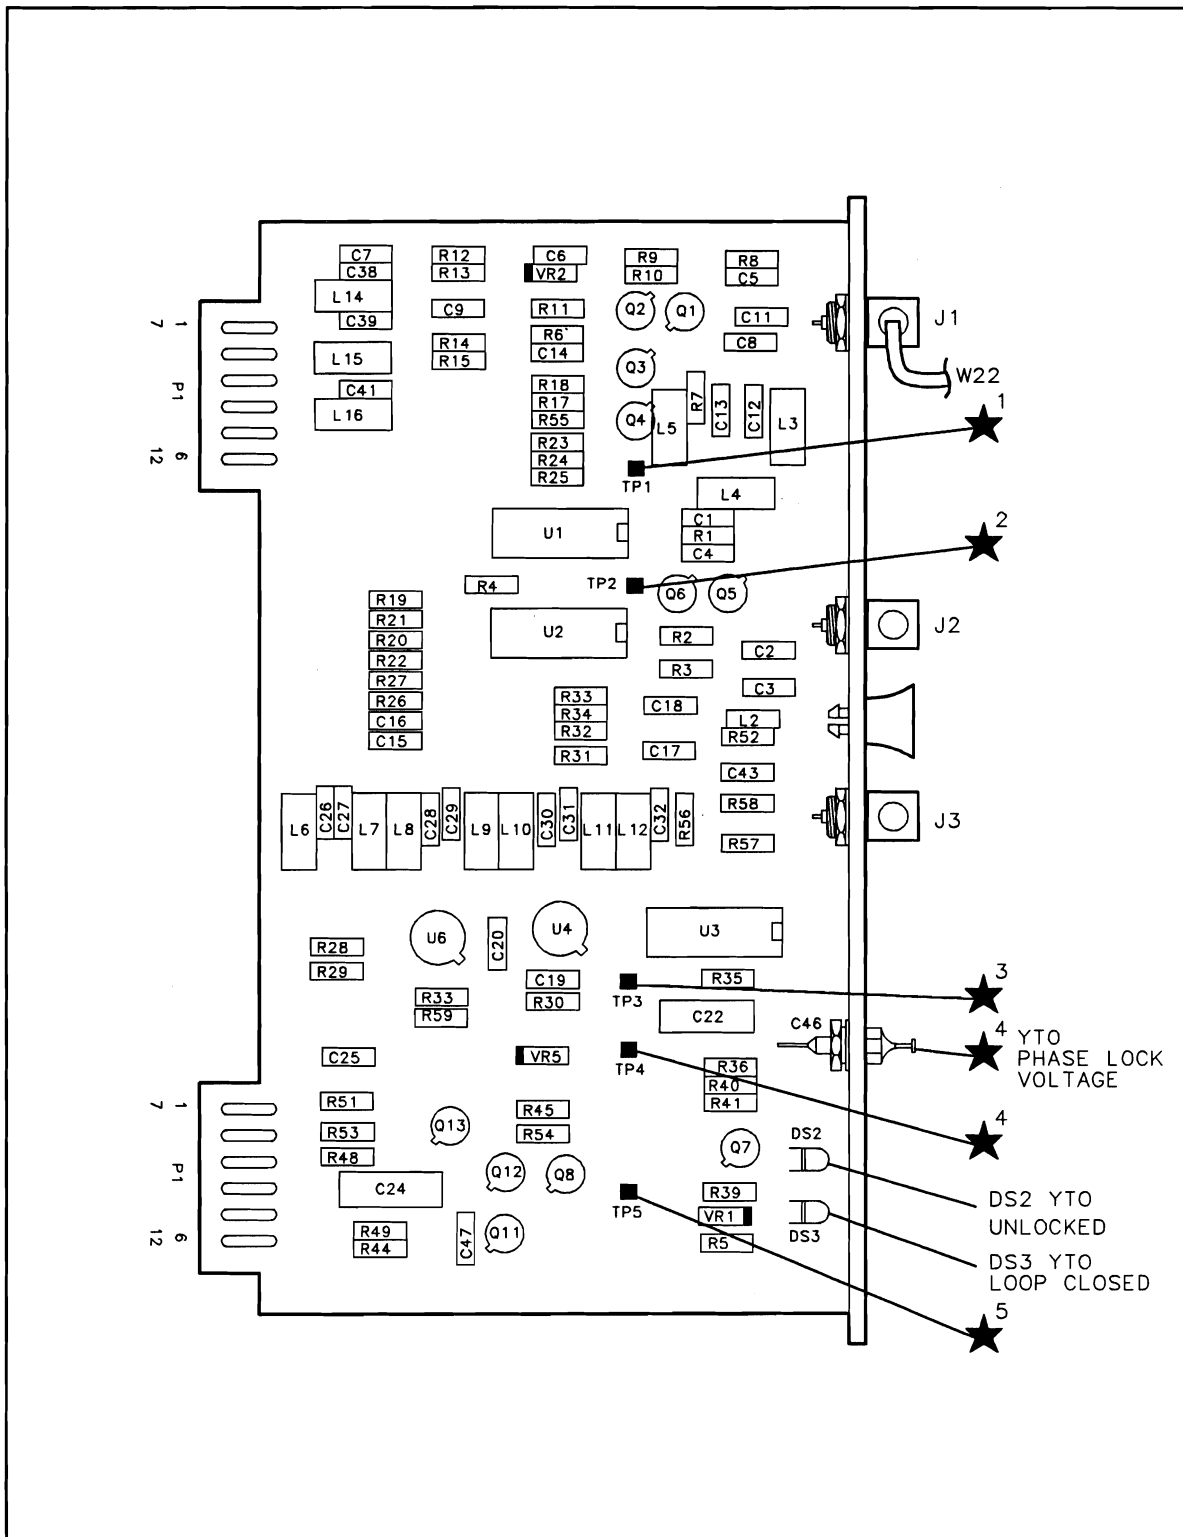 C7
C38
L14
C39
L15
C41
L16
R12
R13
C9
R14
R15
C6
VR2
R11
R6
C14
R18
R17
R55
R23
R24
R25
R9
R10
Q2
Q1
Q3
Q4
L5
R7
C13
C12
L3
R8
C5
C11
C8
J1
W22
1
7 1
P1
12 6
TP1
L4
C1
R1
C4
2
U1
R4
TP2
Q6
Q5
U2
R19
R21
R20
R22
R27
R26
C16
C15
R2
R3
C2
C3
J2
R33
R34
R32
R31
C18
C17
L2
R52
C43
R58
R57
J3
L6
C26
C27
L7
L8
C28
C29
L9
L10
C30
C31
L11
L12
C32
R56
R28
R29
U6
C20
U4
U3
R33
R59
C19
R30
TP3
R35
C22
3
C46
4
YTO
PHASE LOCK
VOLTAGE
C25
VR5
TP4
R36
R40
R41
4
7 1
P1
12 6
R51
R53
R48
C24
R49
R44
Q13
R45
R54
Q12
Q8
Q11
C47
TP5
Q7
DS2
R39
VR1
R5
DS3
DS2 YTO
UNLOCKED
DS3 YTO
LOOP CLOSED
5